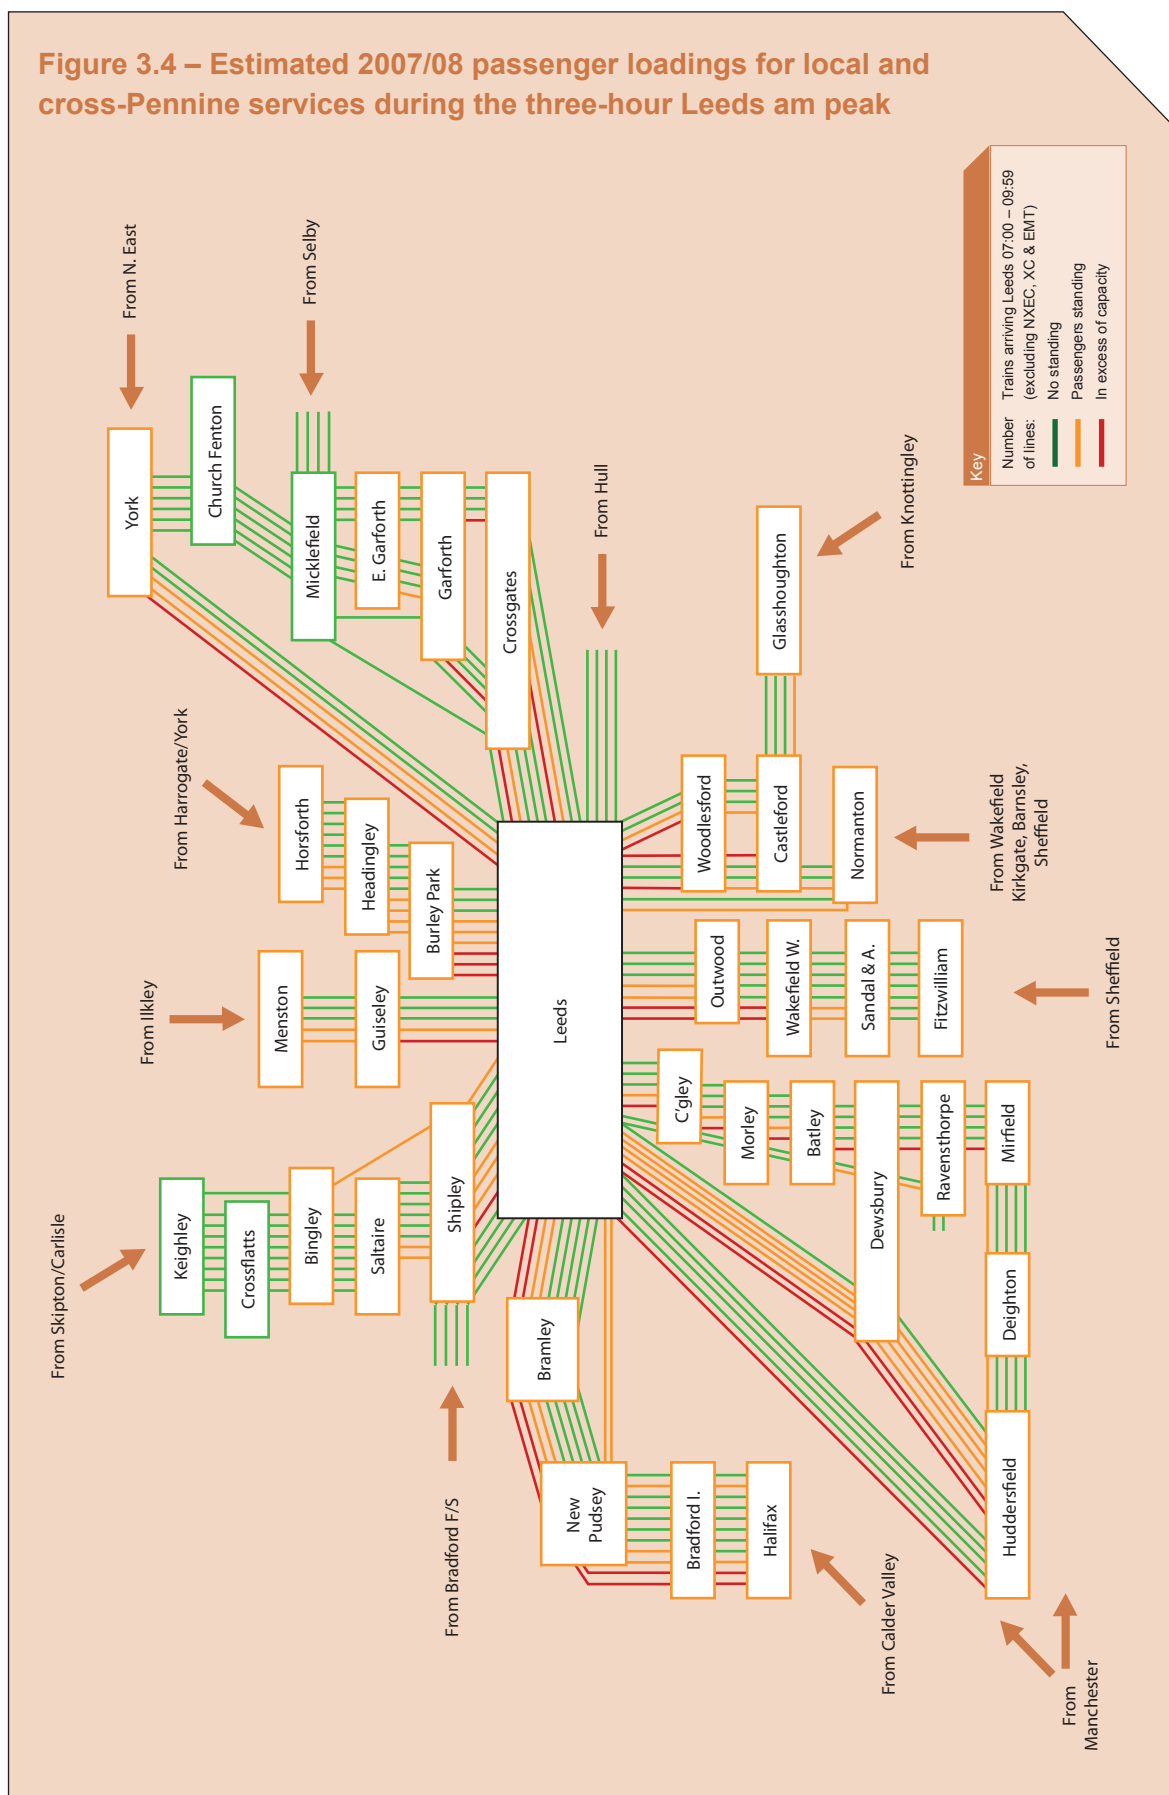 Figure 3.4 – Estimated 2007/08 passenger loadings for local and
cross-Pennine services during the three-hour Leeds am peak
Key
Number
of lines:
Trains arriving Leeds 07:00 – 09:59
(excluding NXEC, XC & EMT)
No standing
Passengers standing
In excess of capacity
From Skipton/Carlisle
From Ilkley
From Harrogate/York
From N. East
From Selby
From Hull
From Knottingley
From Wakefield
Kirkgate, Barnsley,
Sheffield
From Sheffield
From Bradford F/S
From Calder Valley
From
Manchester
Keighley
Crossflatts
Bingley
Saltaire
Shipley
Menston
Guiseley
Horsforth
Headingley
Burley Park
York
Church Fenton
Micklefield
E. Garforth
Garforth
Crossgates
Leeds
Bramley
New
Pudsey
Bradford I.
Halifax
Huddersfield
Deighton
Mirfield
Ravensthorpe
Dewsbury
Batley
Morley
C'gley
Outwood
Wakefield W.
Sandal & A.
Fitzwilliam
Woodlesford
Castleford
Normanton
Glasshoughton